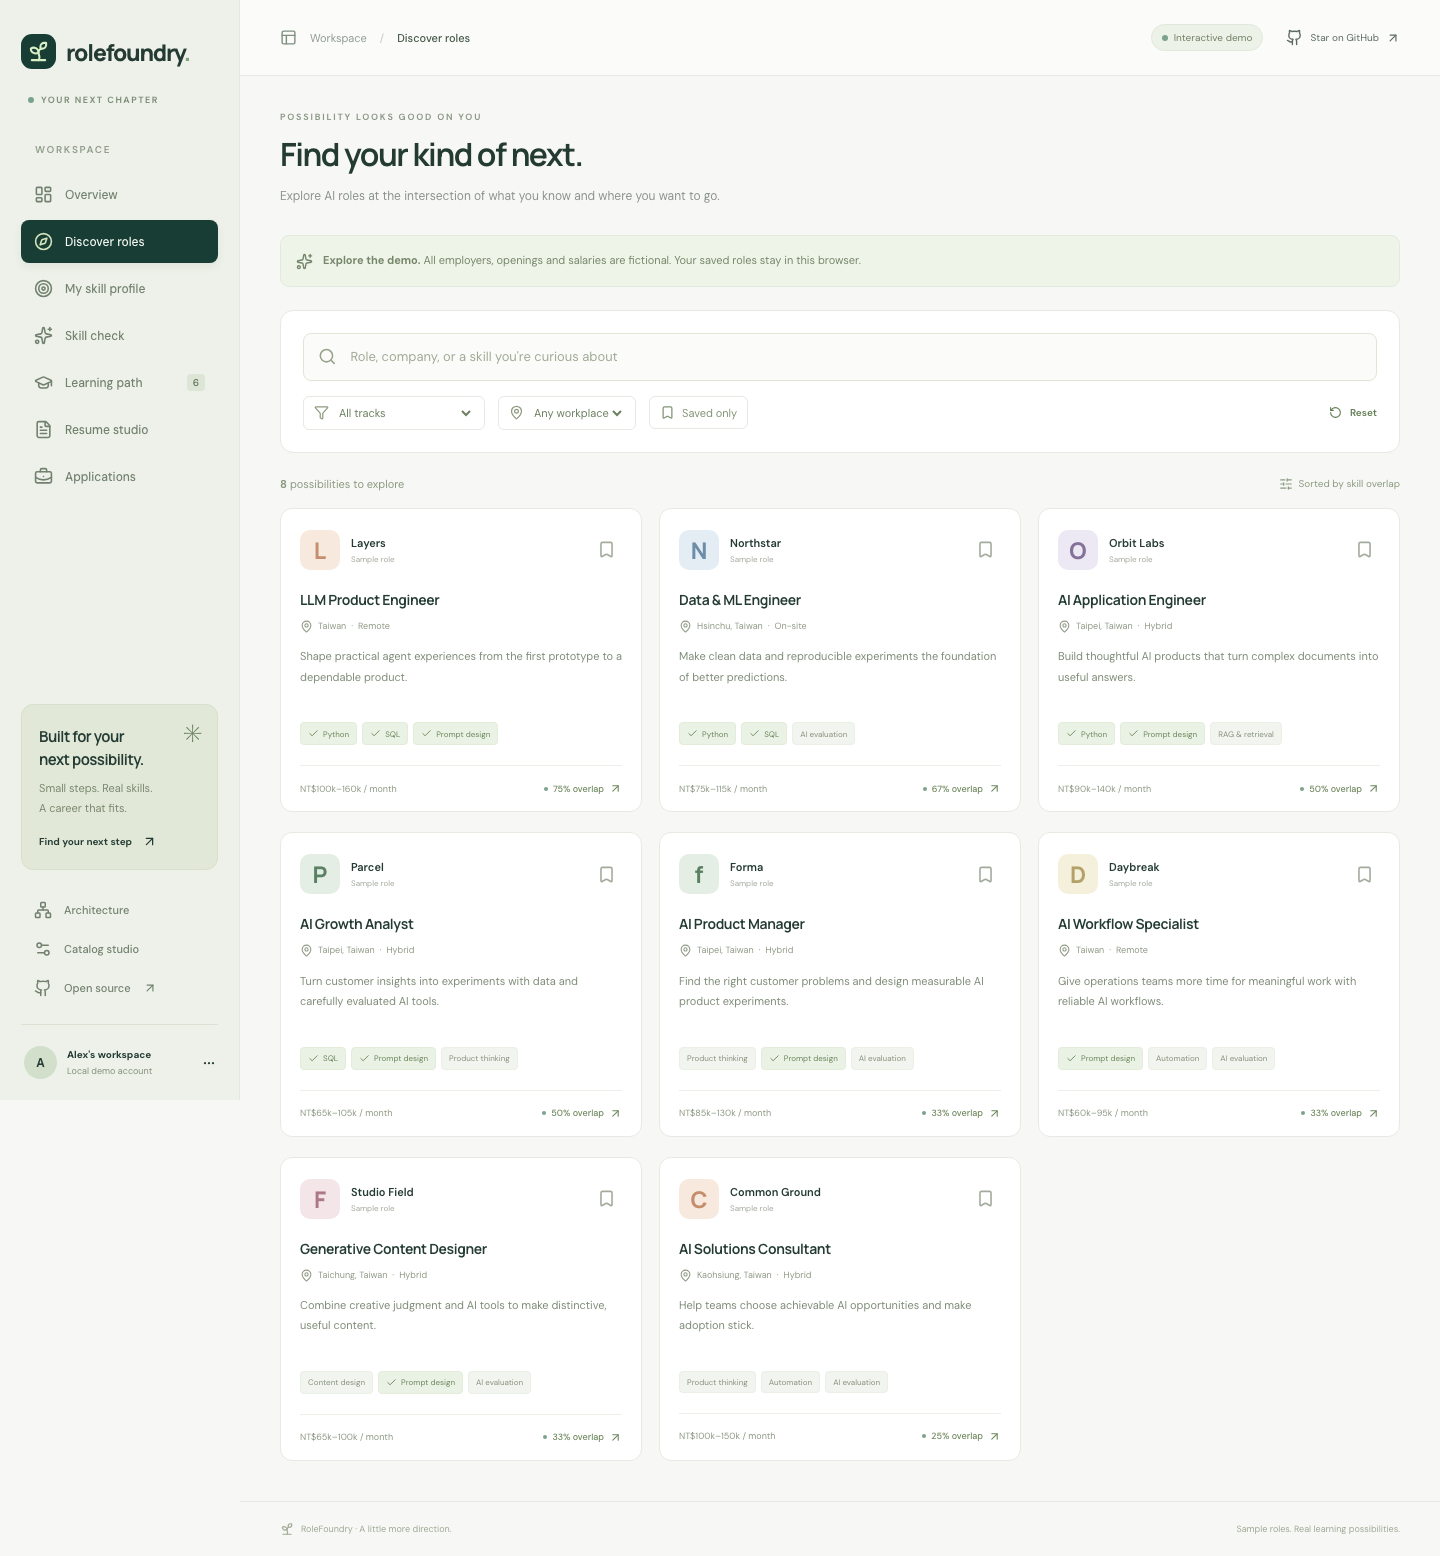 rolefoundry.
YOUR NEXT CHAPTER
WORKSPACE
Overview
Discover roles
My skill profile
Skill check
Learning path 6
Resume studio
Applications
Built for your
next possibility.
Small steps. Real skills.
A career that fits.
Find your next step
Architecture
Catalog studio
Open source
A
Alex's workspace
Local demo account
Workspace / Discover roles
Interactive demo
Star on GitHub
POSSIBILITY LOOKS GOOD ON YOU
Find your kind of next.
Explore AI roles at the intersection of what you know and where you want to go.
Explore the demo. All employers, openings and salaries are fictional. Your saved roles stay in this browser.
Role, company, or a skill you're curious about
All tracks
Any workplace
Saved only
Reset
8 possibilities to explore
Sorted by skill overlap
L
Layers
Sample role
LLM Product Engineer
Taiwan · Remote
Shape practical agent experiences from the first prototype to a
dependable product.
Python SQL Prompt design
NT$100k–160k / month 75% overlap
N
Northstar
Sample role
Data & ML Engineer
Hsinchu, Taiwan · On-site
Make clean data and reproducible experiments the foundation
of better predictions.
Python SQL AI evaluation
NT$75k–115k / month 67% overlap
O
Orbit Labs
Sample role
AI Application Engineer
Taipei, Taiwan · Hybrid
Build thoughtful AI products that turn complex documents into
useful answers.
Python Prompt design RAG & retrieval
NT$90k–140k / month 50% overlap
P
Parcel
Sample role
AI Growth Analyst
Taipei, Taiwan · Hybrid
Turn customer insights into experiments with data and
carefully evaluated AI tools.
SQL Prompt design Product thinking
NT$65k–105k / month 50% overlap
f
Forma
Sample role
AI Product Manager
Taipei, Taiwan · Hybrid
Find the right customer problems and design measurable AI
product experiments.
Product thinking Prompt design AI evaluation
NT$85k–130k / month 33% overlap
D
Daybreak
Sample role
AI Workflow Specialist
Taiwan · Remote
Give operations teams more time for meaningful work with
reliable AI workflows.
Prompt design Automation AI evaluation
NT$60k–95k / month 33% overlap
F
Studio Field
Sample role
Generative Content Designer
Taichung, Taiwan · Hybrid
Combine creative judgment and AI tools to make distinctive,
useful content.
Content design Prompt design AI evaluation
NT$65k–100k / month 33% overlap
C
Common Ground
Sample role
AI Solutions Consultant
Kaohsiung, Taiwan · Hybrid
Help teams choose achievable AI opportunities and make
adoption stick.
Product thinking Automation AI evaluation
NT$100k–150k / month 25% overlap
RoleFoundry · A little more direction.
Sample roles. Real learning possibilities.